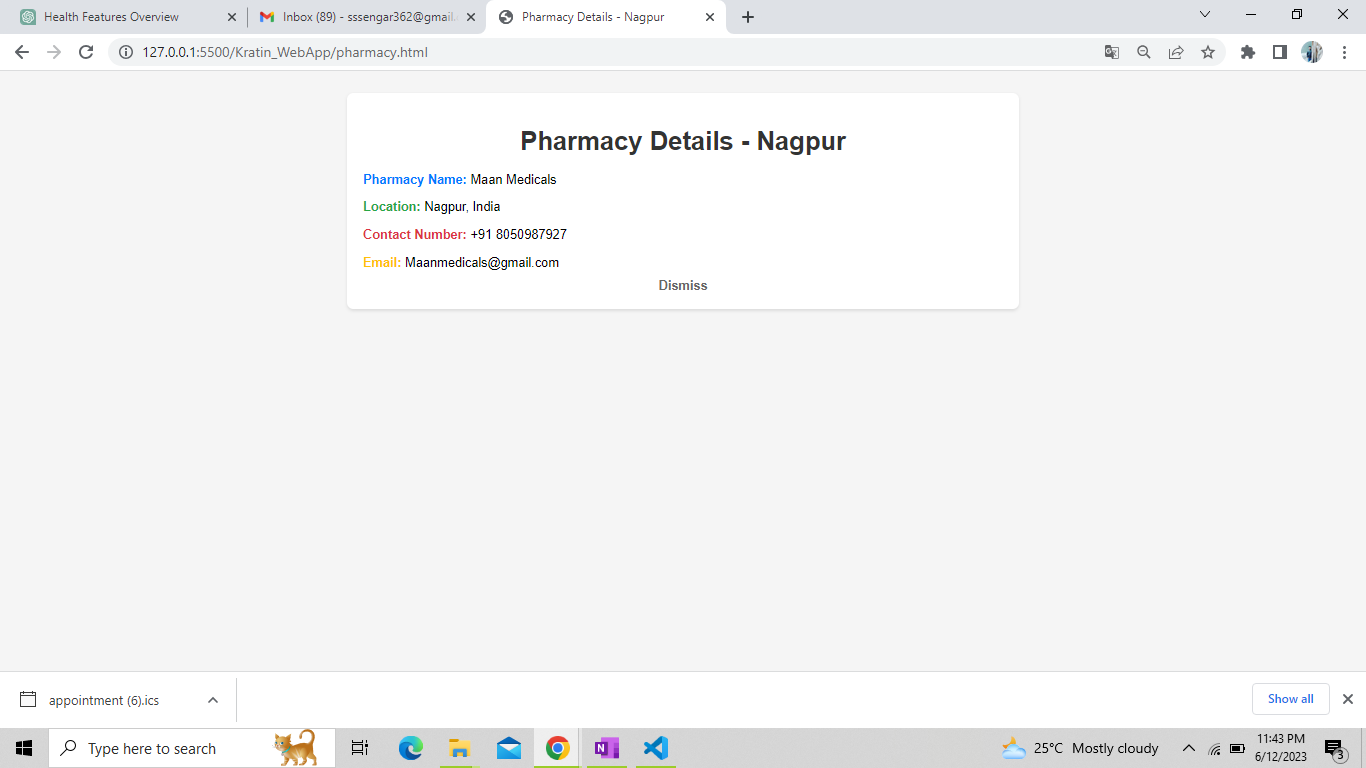 Health Features Overview
Inbox (89) - sssengar362@gmail.
Pharmacy Details - Nagpur
127.0.0.1:5500/Kratin_WebApp/pharmacy.html
Pharmacy Details - Nagpur
Pharmacy Name: Maan Medicals
Location: Nagpur, India
Contact Number: +91 8050987927
Email: Maanmedicals@gmail.com
Dismiss
appointment (6).ics
Show all
Type here to search
N
25°C Mostly cloudy
11:43 PM
6/12/2023
3